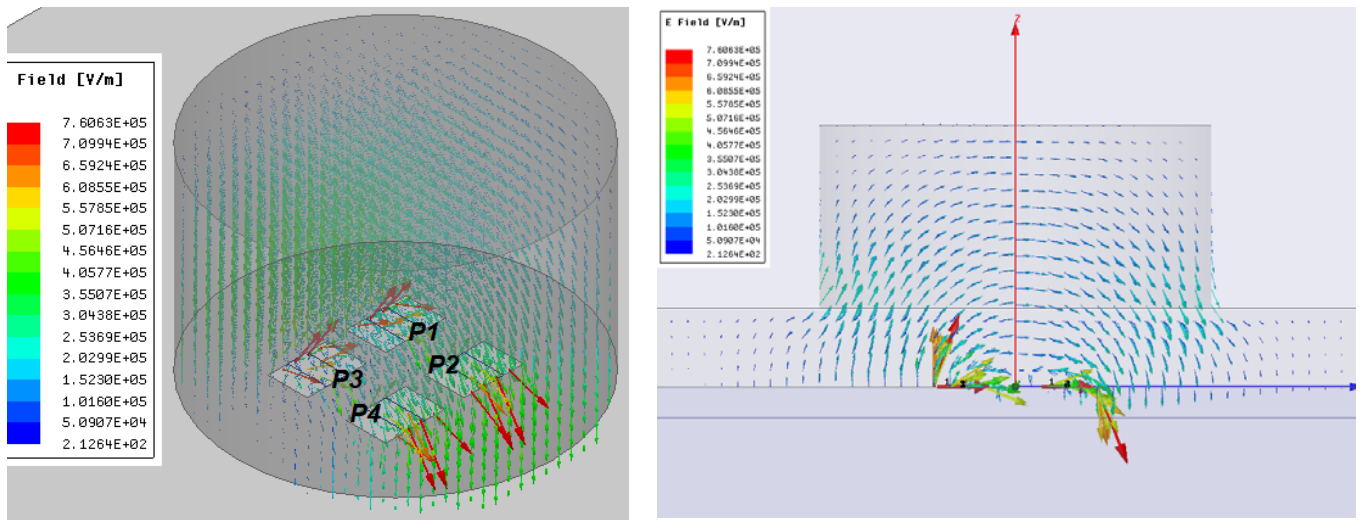 Field [V/m]
7.6063E+05
7.0994E+05
6.5924E+05
6.0855E+05
5.5785E+05
5.0716E+05
4.5646E+05
4.0577E+05
3.5507E+05
3.0438E+05
2.5369E+05
2.0299E+05
1.5230E+05
1.0160E+05
5.0907E+04
2.1264E+02
P1
P2
P3
P4
E Field [V/m]
7.6063E+05
7.0994E+05
6.5924E+05
6.0855E+05
5.5785E+05
5.0716E+05
4.5646E+05
4.0577E+05
3.5507E+05
3.0438E+05
2.5369E+05
2.0299E+05
1.5230E+05
1.0160E+05
5.0907E+04
2.1264E+02
Z